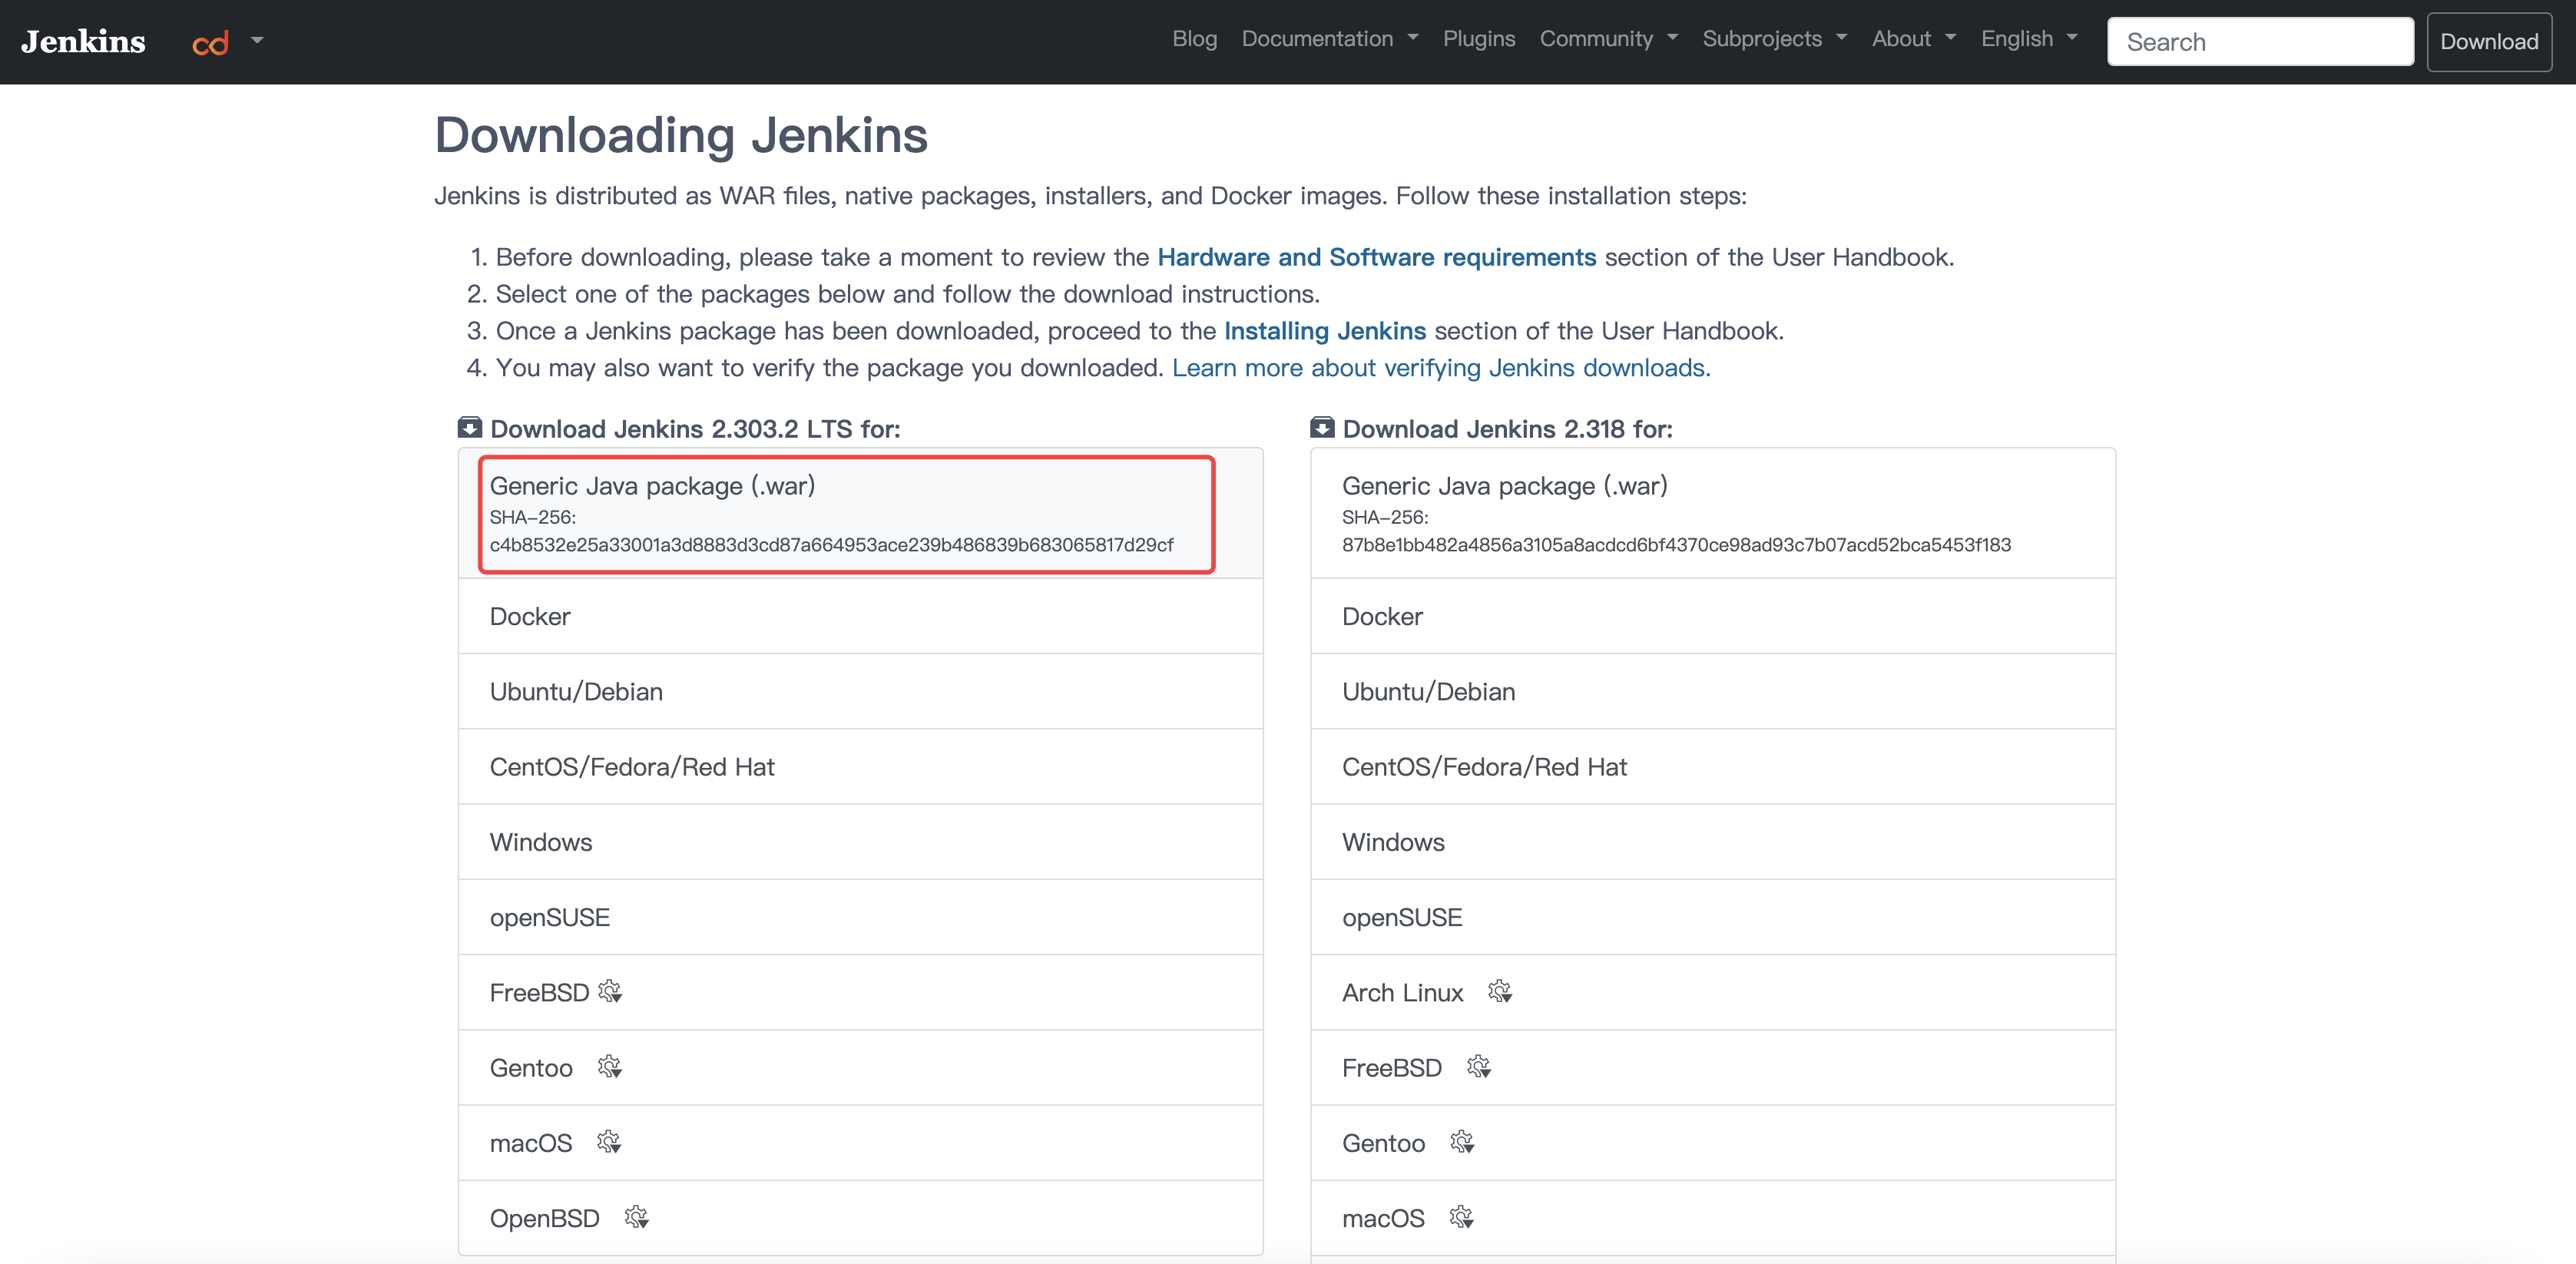 Jenkins
cd
Blog
Documentation
Plugins
Community
Subprojects
About
English
Search
Download
Downloading Jenkins
Jenkins is distributed as WAR files, native packages, installers, and Docker images. Follow these installation steps:
1. Before downloading, please take a moment to review the Hardware and Software requirements section of the User Handbook.
2. Select one of the packages below and follow the download instructions.
3. Once a Jenkins package has been downloaded, proceed to the Installing Jenkins section of the User Handbook.
4. You may also want to verify the package you downloaded. Learn more about verifying Jenkins downloads.
Download Jenkins 2.303.2 LTS for:
Generic Java package (.war)
SHA-256:
c4b8532e25a33001a3d8883d3cd87a664953ace239b486839b683065817d29cf
Docker
Ubuntu/Debian
CentOS/Fedora/Red Hat
Windows
openSUSE
FreeBSD
Gentoo
macOS
OpenBSD
Download Jenkins 2.318 for:
Generic Java package (.war)
SHA-256:
87b8e1bb482a4856a3105a8acdcd6bf4370ce98ad93c7b07acd52bca5453f183
Docker
Ubuntu/Debian
CentOS/Fedora/Red Hat
Windows
openSUSE
Arch Linux
FreeBSD
Gentoo
macOS